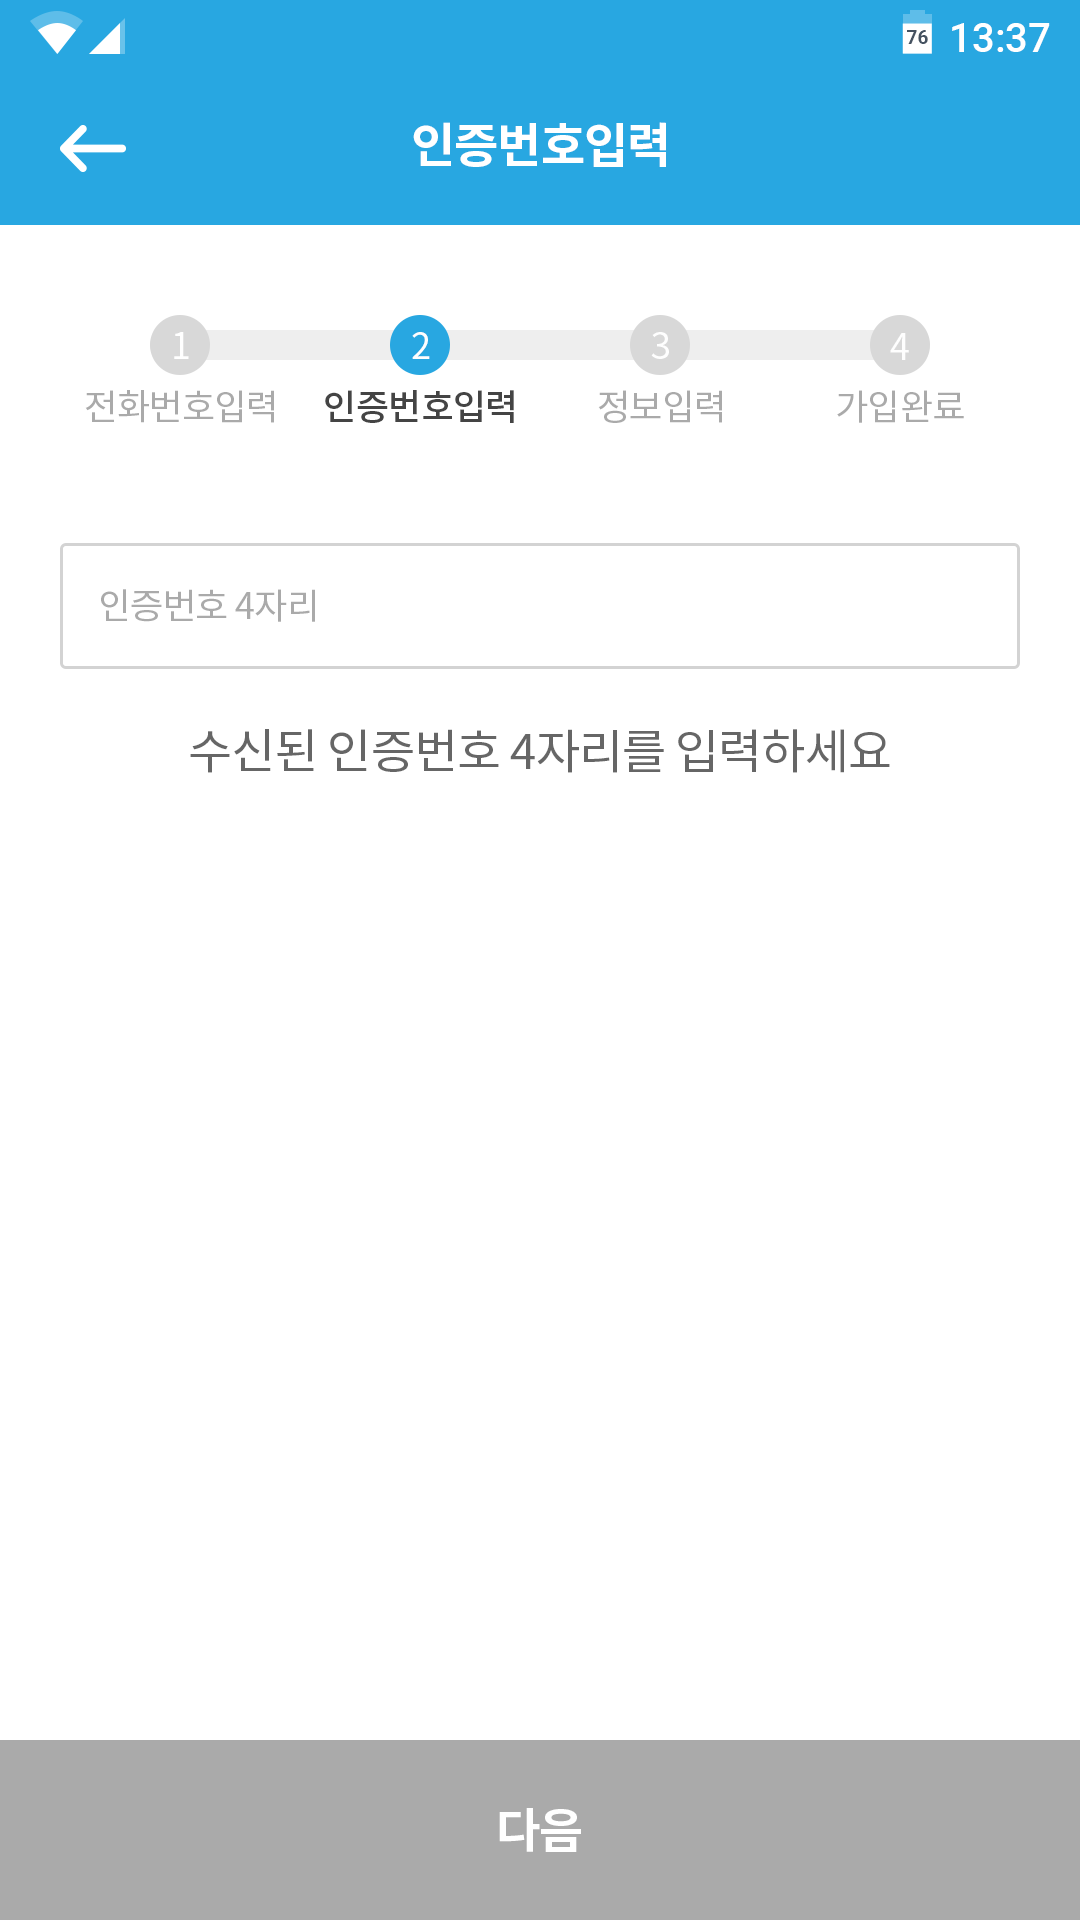 76 13:37
인증번호입력
1 2 3 4
전화번호입력 인증번호입력 정보입력 가입완료
인증번호 4자리
수신된 인증번호 4자리를 입력하세요
다음